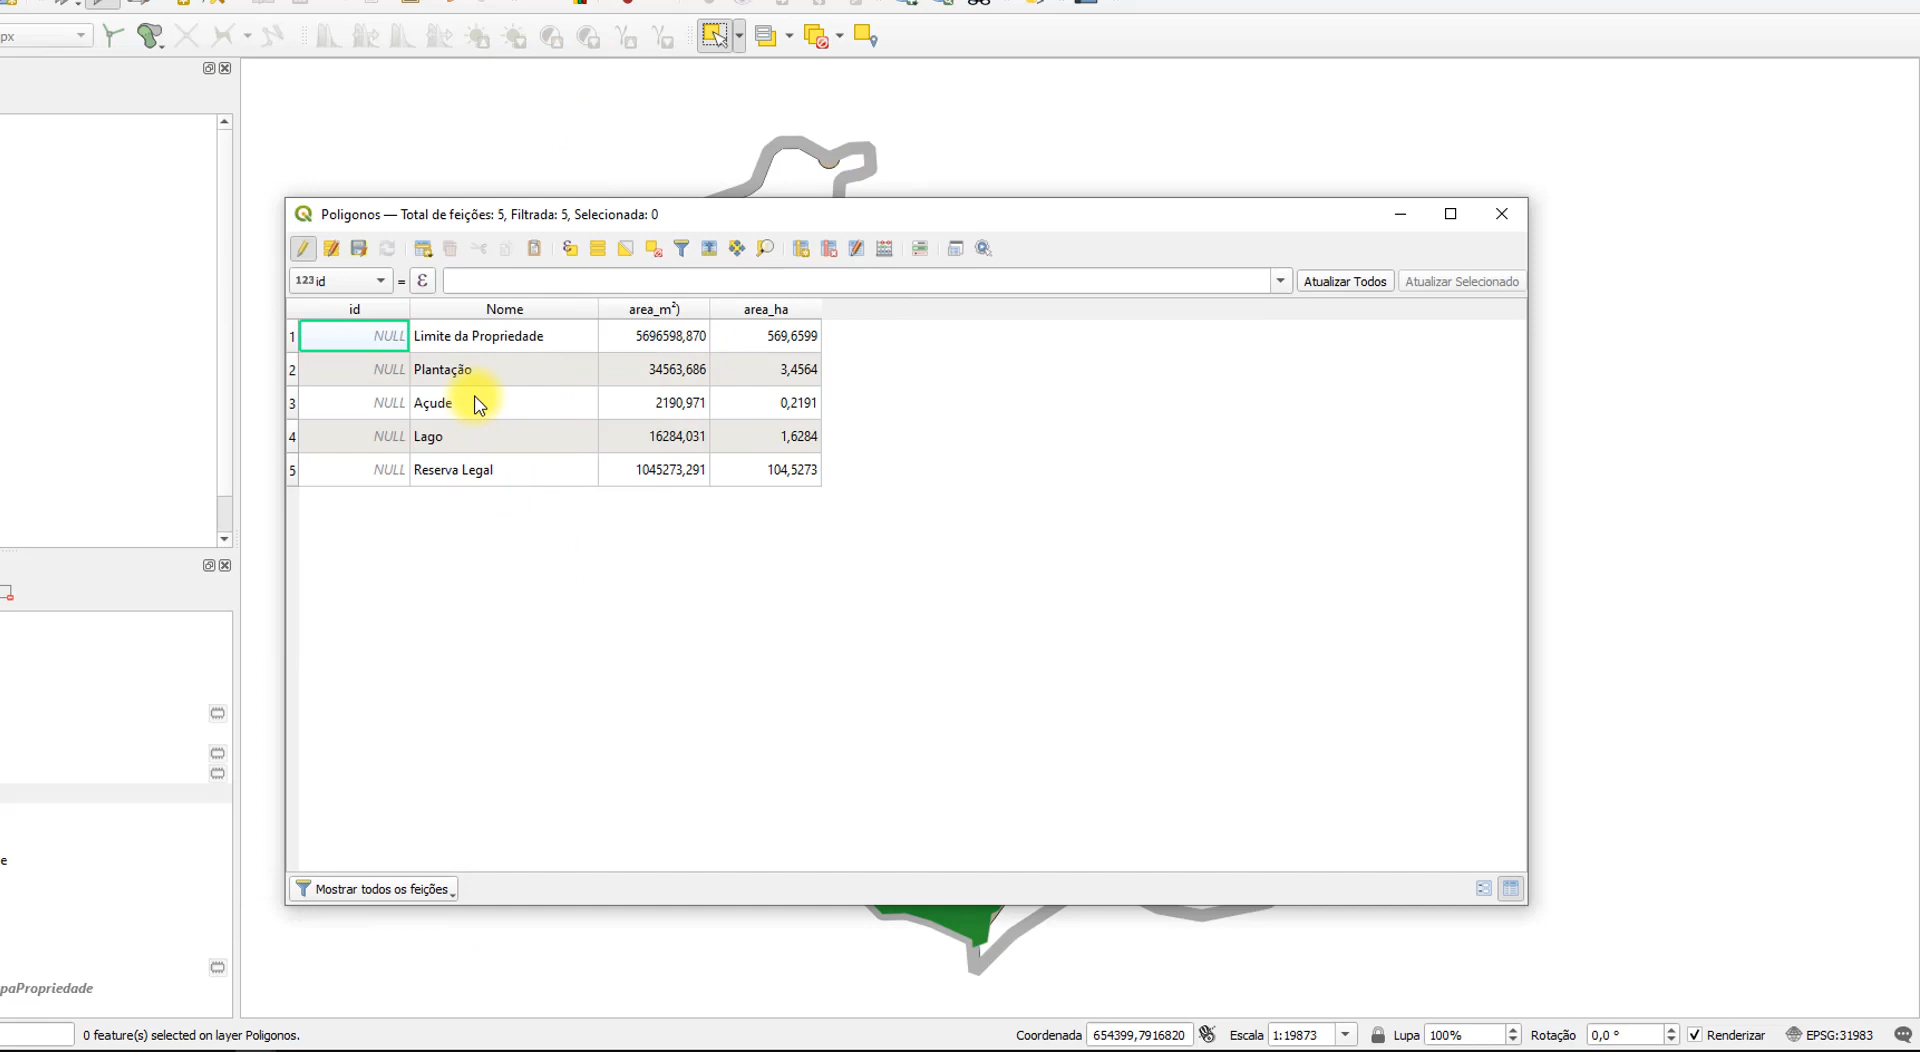 px
Poligonos — Total de feições: 5, Filtrada: 5, Selecionada: 0
123 id = ε Atualizar Todos Atualizar Selecionado
id Nome area_m²) area_ha
1 NULL Limite da Propriedade 5696598,870 569,6599
2 NULL Plantação 34563,686 3,4564
3 NULL Açude 2190,971 0,2191
4 NULL Lago 16284,031 1,6284
5 NULL Reserva Legal 1045273,291 104,5273
e
Mostrar todos os feições
paPropriedade
0 feature(s) selected on layer Poligonos. Coordenada 654399,7916820 Escala 1:19873 Lupa 100% Rotação 0,0 ° Renderizar EPSG:31983